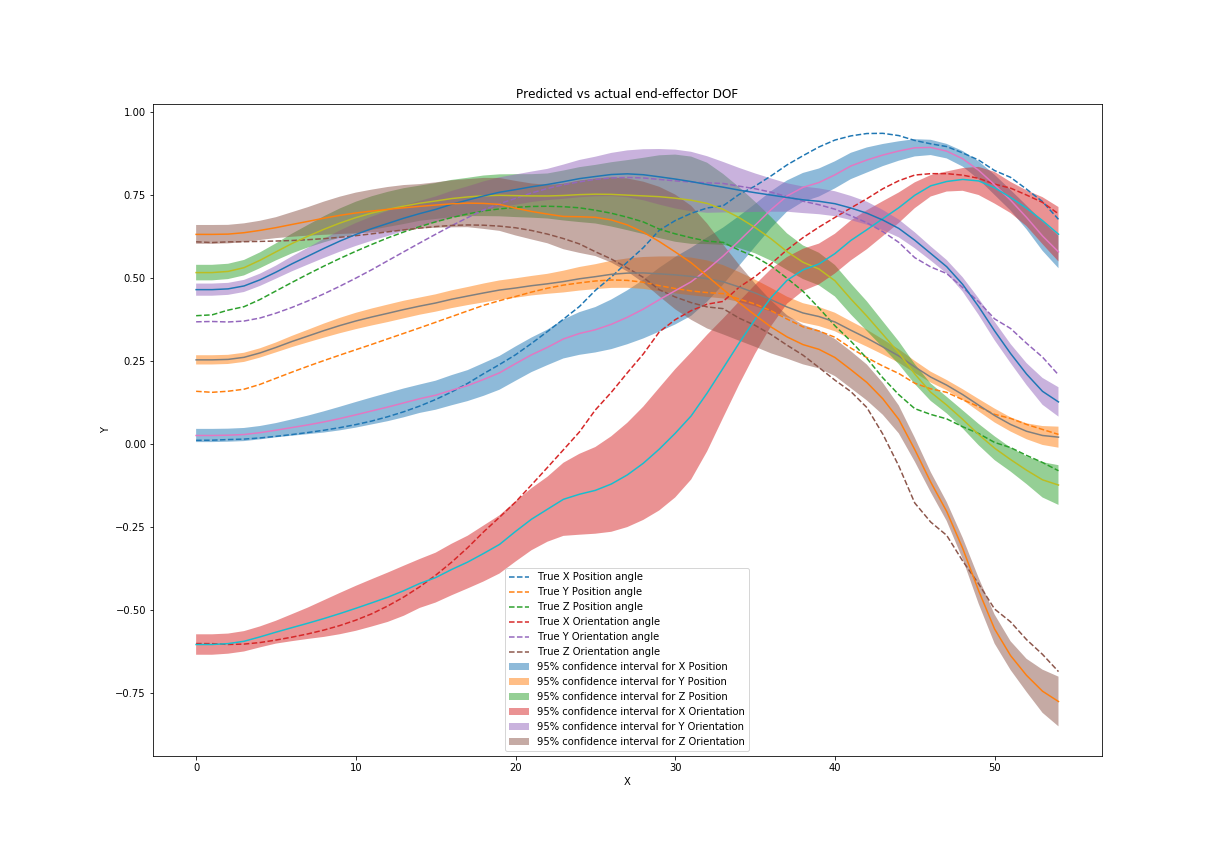 Predicted vs actual end-effector DOF
1.00
0.75
0.50
0.25
0.00
−0.25
−0.50
−0.75
Y
True X Position angle
True Y Position angle
True Z Position angle
True X Orientation angle
True Y Orientation angle
True Z Orientation angle
95% confidence interval for X Position
95% confidence interval for Y Position
95% confidence interval for Z Position
95% confidence interval for X Orientation
95% confidence interval for Y Orientation
95% confidence interval for Z Orientation
0 10 20 30 40 50
X